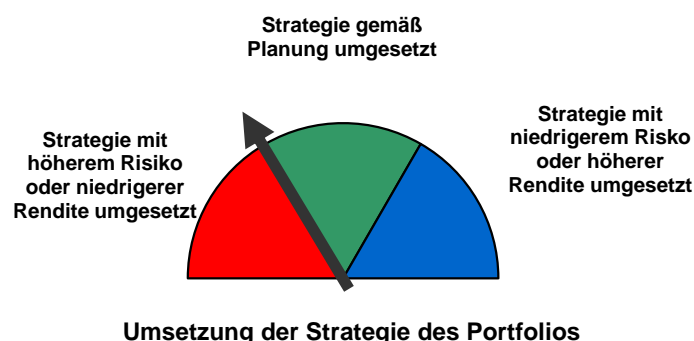 Strategie gemäß
Planung umgesetzt
Strategie mit
höherem Risiko
oder niedrigerer
Rendite umgesetzt
Strategie mit
niedrigerem Risko
oder höherer
Rendite umgesetzt
Umsetzung der Strategie des Portfolios